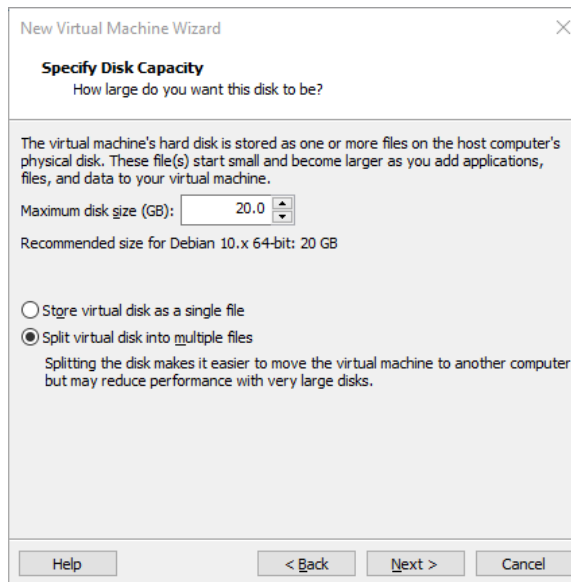 New Virtual Machine Wizard
Specify Disk Capacity
How large do you want this disk to be?
The virtual machine's hard disk is stored as one or more files on the host computer's
physical disk. These file(s) start small and become larger as you add applications,
files, and data to your virtual machine.
Maximum disk size (GB): 20.0
Recommended size for Debian 10.x 64-bit: 20 GB
Store virtual disk as a single file
Split virtual disk into multiple files
Splitting the disk makes it easier to move the virtual machine to another computer
but may reduce performance with very large disks.
Help < Back Next > Cancel